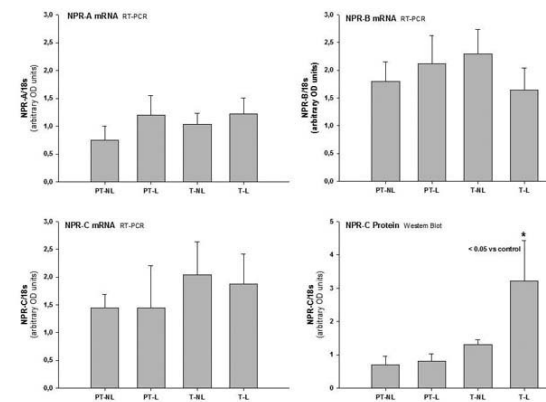 NPR-A mRNA RT-PCR
NPR-A/18s
(arbitrary OD units)
3,0
2,5
2,0
1,5
1,0
0,5
0,0
PT-NL PT-L T-NL T-L
NPR-B mRNA RT-PCR
NPR-B/18s
(arbitrary OD units)
3,0
2,5
2,0
1,5
1,0
0,5
0,0
PT-NL PT-L T-NL T-L
NPR-C mRNA RT-PCR
NPR-C/18s
(arbitrary OD units)
3,0
2,5
2,0
1,5
1,0
0,5
0,0
PT-NL PT-L T-NL T-L
NPR-C Protein Western Blot
NPR-C/18s
(arbitrary OD units)
5
4
3
2
1
0
*
< 0.05 vs control
PT-NL PT-L T-NL T-L